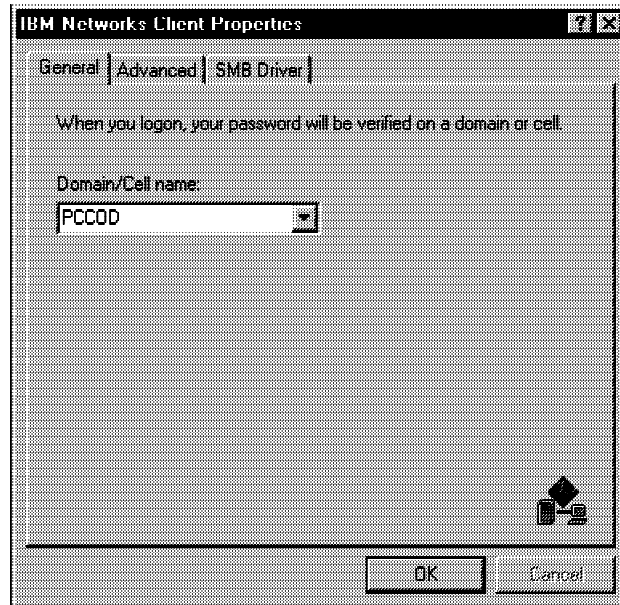 IBM Networks Client Properties
General Advanced SMB Driver
When you logon, your password will be verified on a domain or cell.
Domain/Cell name:
PCCOD
OK Cancel